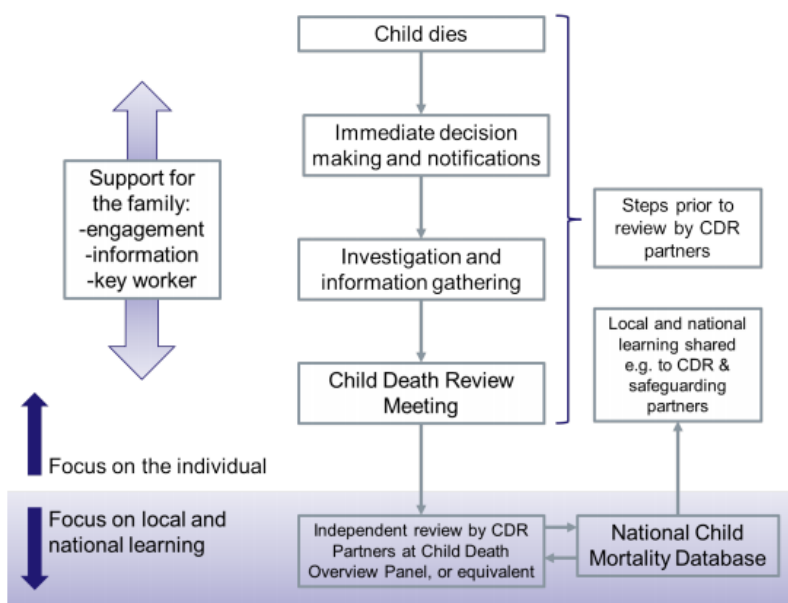 Child dies
Immediate decision
making and notifications
Support for
the family:
-engagement
-information
-key worker
Steps prior to
review by CDR
partners
Investigation and
information gathering
Local and national
learning shared
e.g. to CDR &
safeguarding
partners
Child Death Review
Meeting
Focus on the individual
Focus on local and
national learning
Independent review by CDR
Partners at Child Death
Overview Panel, or equivalent
National Child
Mortality Database